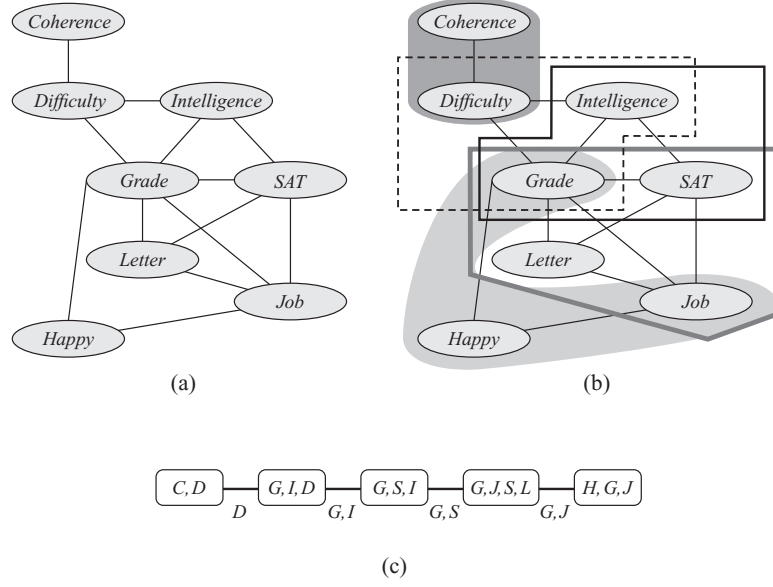 Coherence
Difficulty
Intelligence
Grade
SAT
Letter
Job
Happy
(a)
Coherence
Difficulty
Intelligence
Grade
SAT
Letter
Job
Happy
(b)
C, D
G, I, D
G, S, I
G, J, S, L
H, G, J
D
G, I
G, S
G, J
(c)